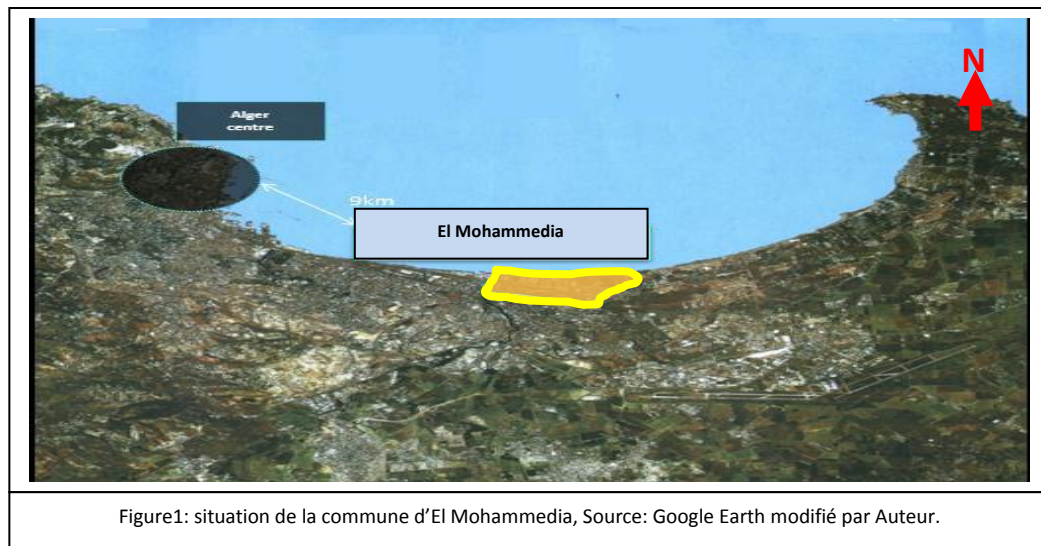 N
Alger
centre
9km
El Mohammedia
Figure1: situation de la commune d’El Mohammedia, Source: Google Earth modifié par Auteur.